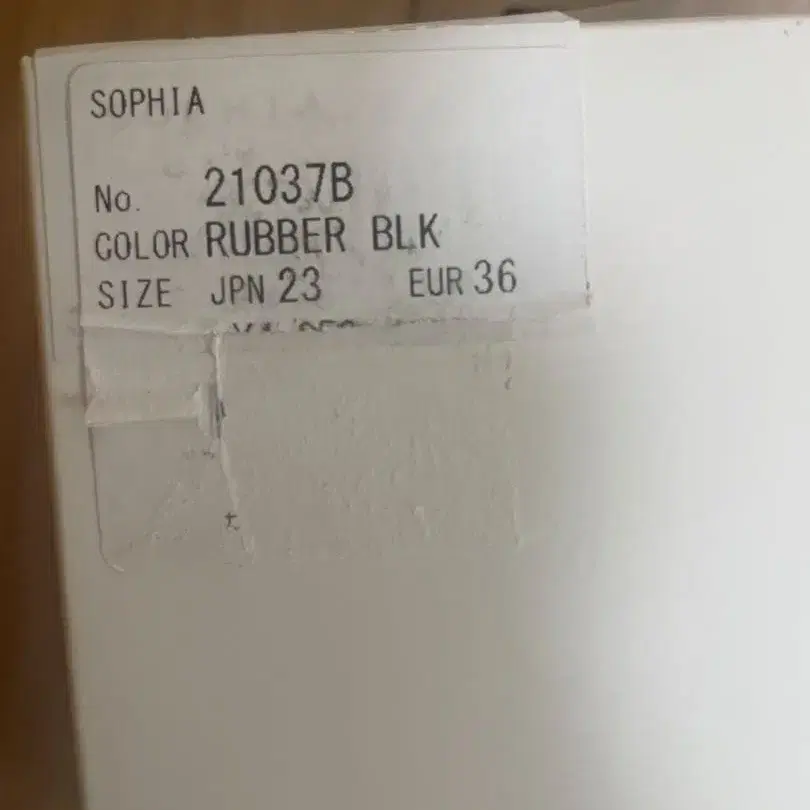 SOPHIA
No. 21037B
COLOR RUBBER BLK
SIZE JPN 23 EUR 36